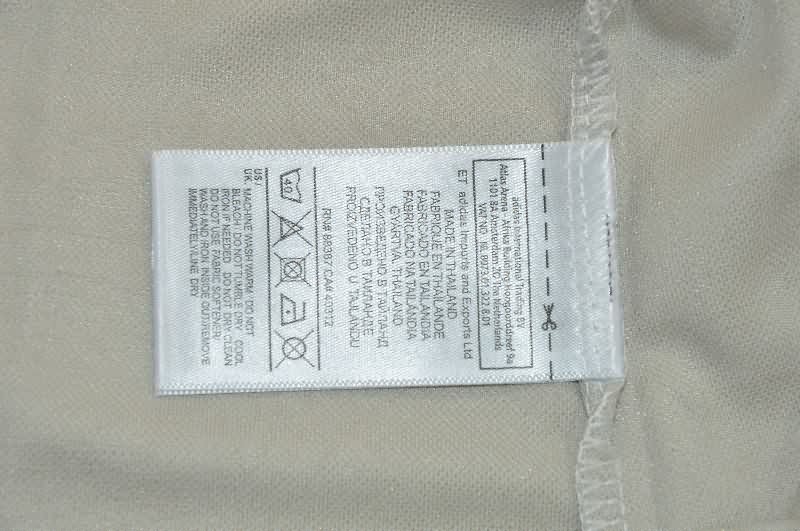 adidas International Trading BV
Atlas Arena - Afrika Building Hoogoorddreef 9a
1101 BA Amsterdam ZO The Netherlands
VAT NO. NL 8073.01.322.B.01
ET adidas Imports and Exports Ltd
MADE IN THAILAND
FABRIQUE EN THAÏLANDE
FABRICADO EN TAILANDIA
FABRICADO NA TAILÂNDIA
GYÁRTVA: THAILAND
ПРОИЗВЕДЕНО В ТАЙЛАНД
СДЕЛАНО В ТАИЛАНДЕ
PROIZVEDENO U TAJLANDU
RN# 88387 CA# 40312
40
US /
UK MACHINE WASH WARM DO NOT
BLEACH DO NOT TUMBLE DRY COOL
IRON IF NEEDED DO NOT DRY CLEAN
DO NOT USE FABRIC SOFTENER/
WASH AND IRON INSIDE OUT/REMOVE
IMMEDIATELY/LINE DRY